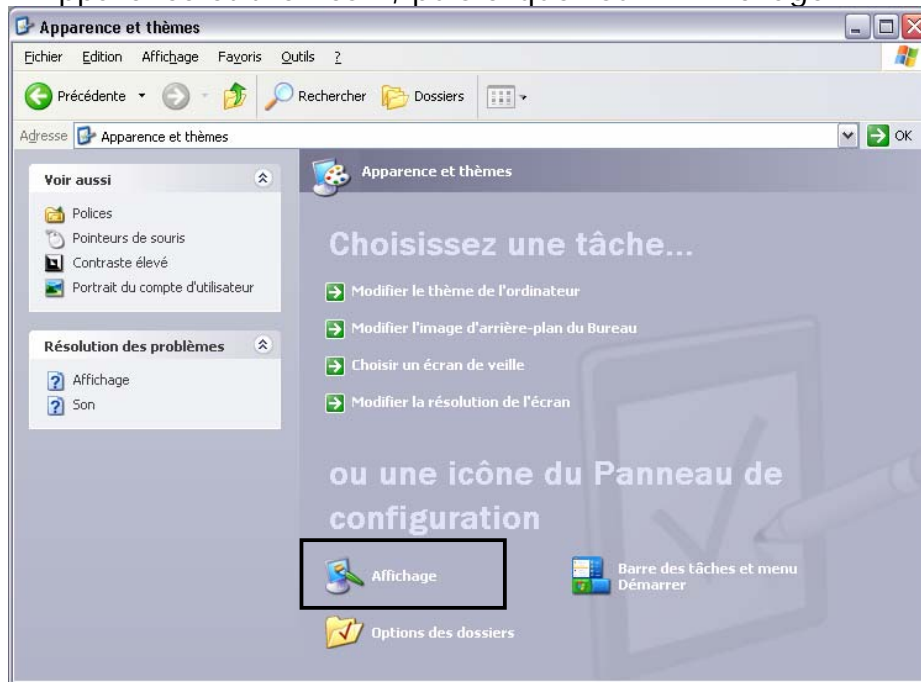 Apparence et thèmes
Fichier Edition Affichage Favoris Outils ?
Précédente Rechercher Dossiers
Adresse Apparence et thèmes OK
Voir aussi
Polices
Pointeurs de souris
Contraste élevé
Portrait du compte d'utilisateur
Résolution des problèmes
Affichage
Son
Apparence et thèmes
Choisissez une tâche...
Modifier le thème de l'ordinateur
Modifier l'image d'arrière-plan du Bureau
Choisir un écran de veille
Modifier la résolution de l'écran
ou une icône du Panneau de
configuration
Affichage
Barre des tâches et menu
Démarrer
Options des dossiers